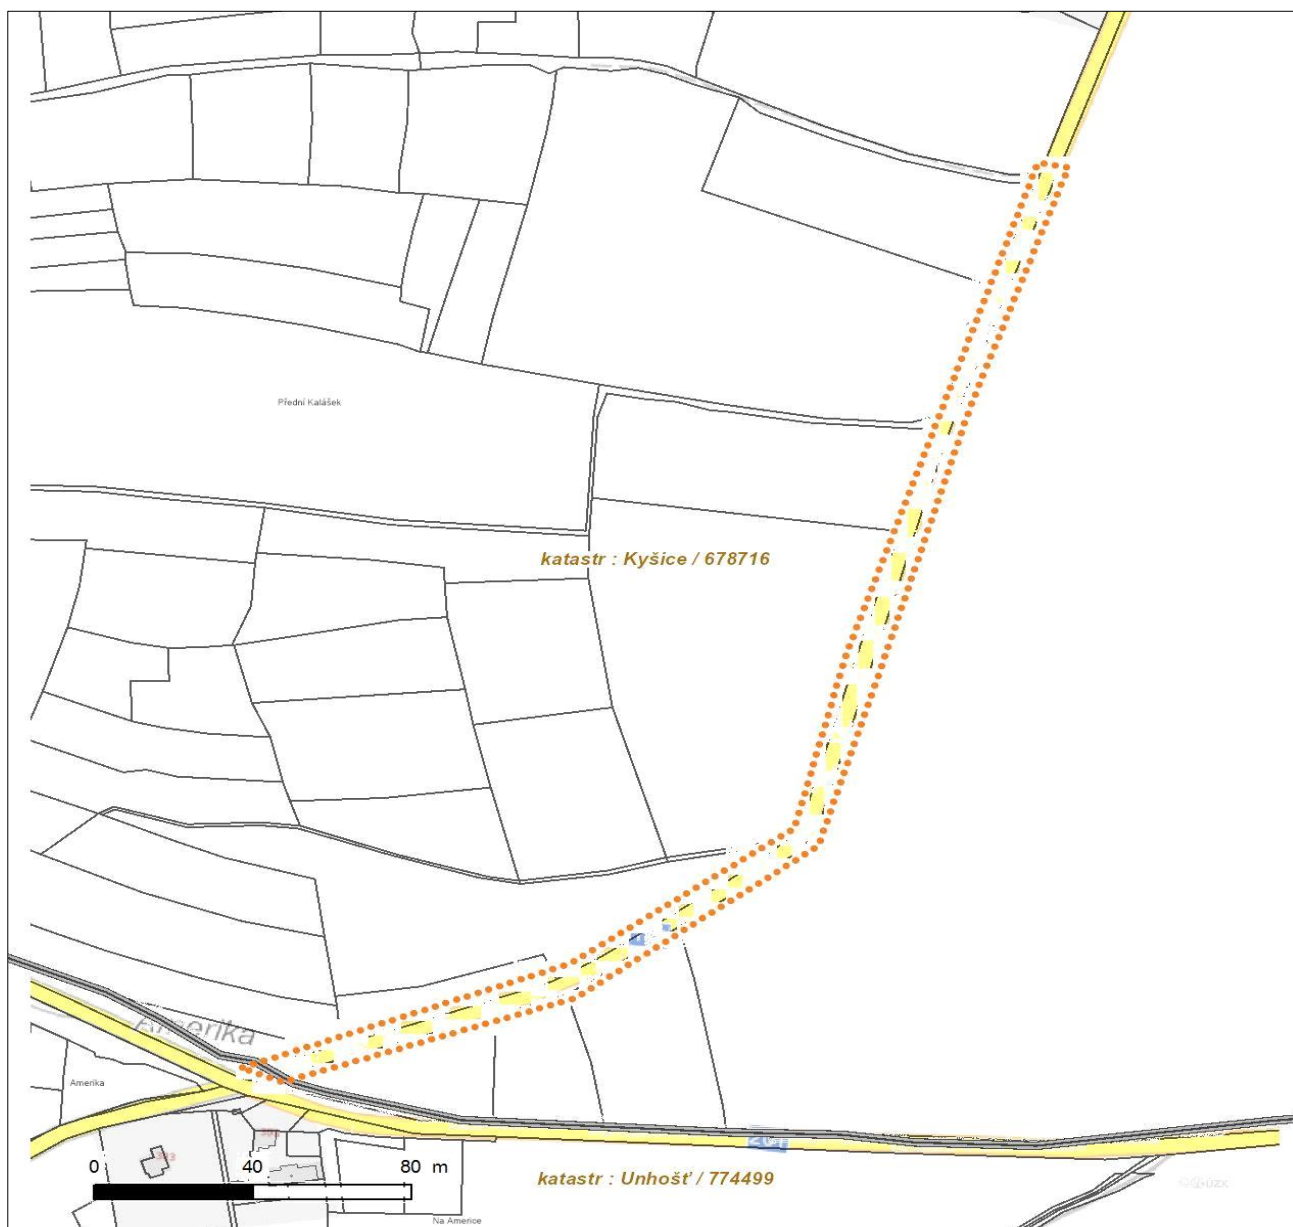 Přední Kalášek
katastr : Kyšice / 678716
Amerika
Amerika
0 40 80 m
katastr : Unhošť / 774499
Na Americe